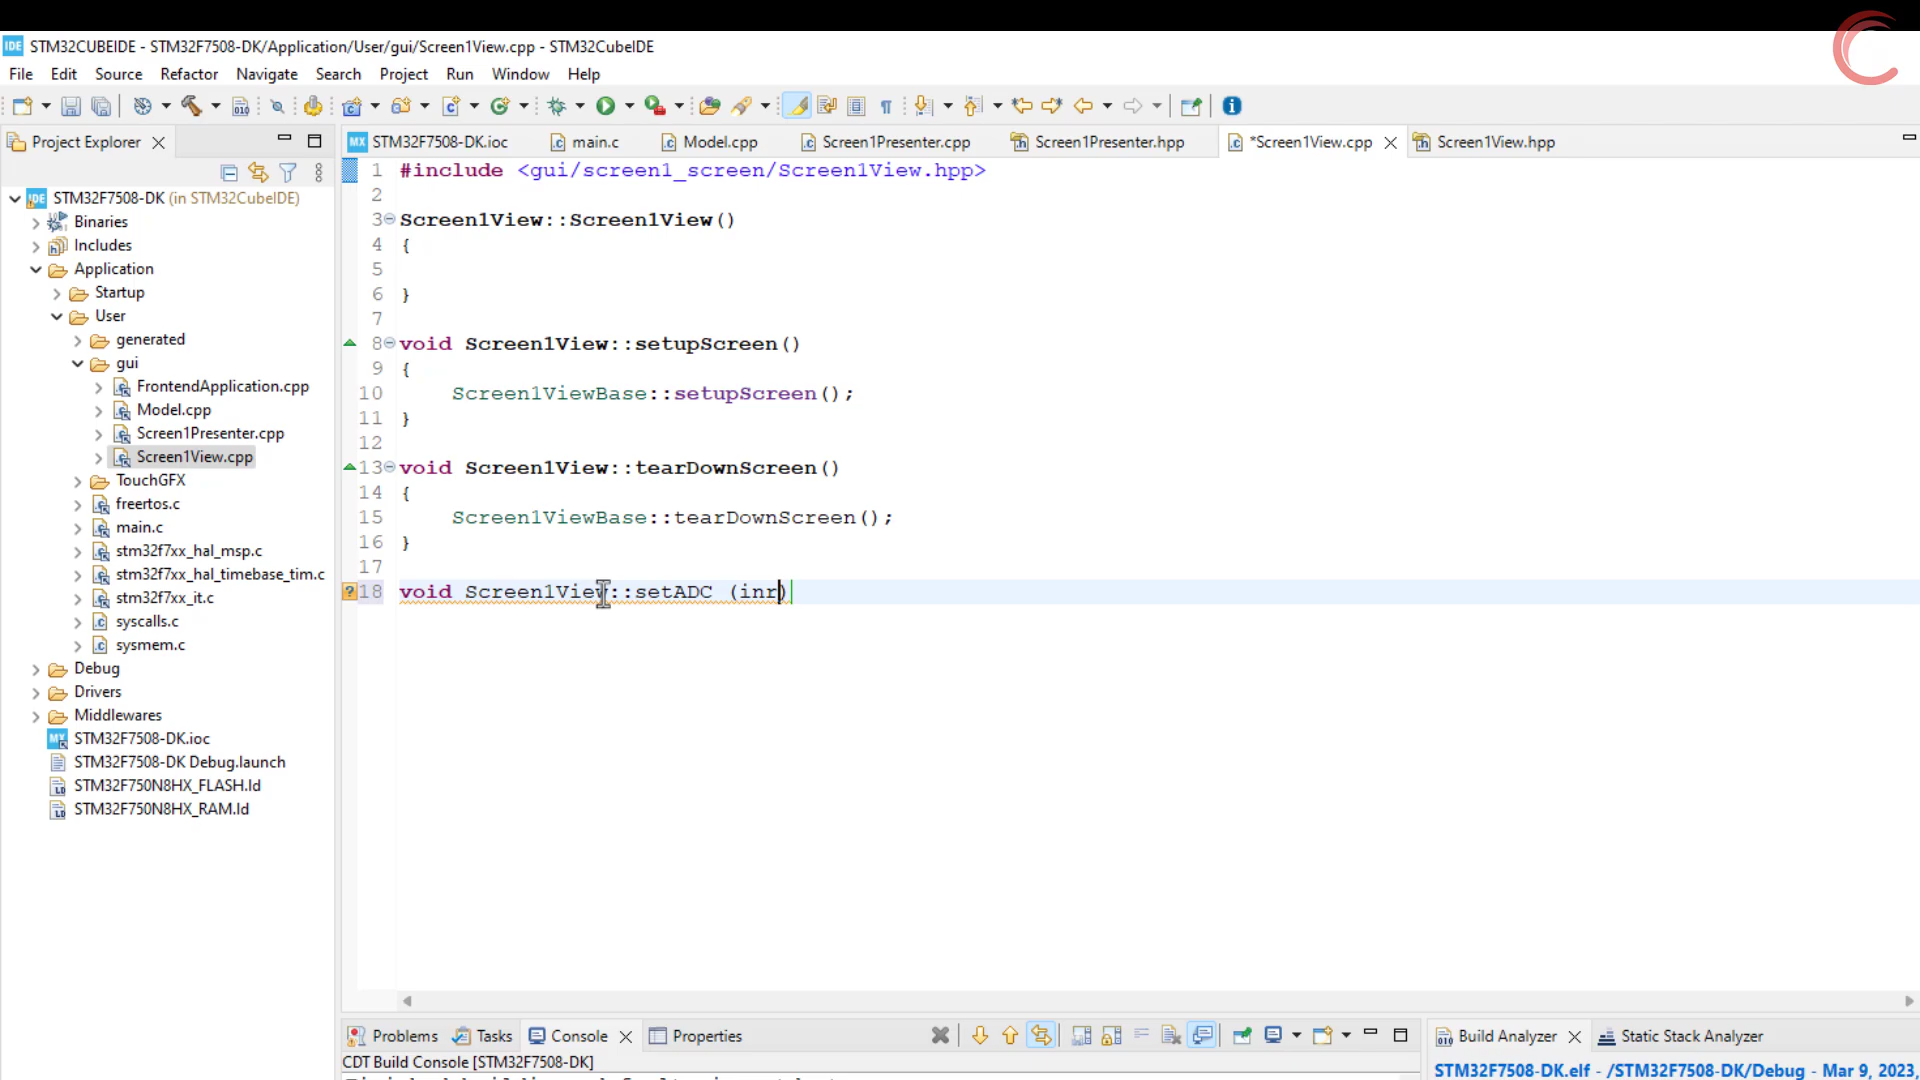 IDE STM32CUBEIDE - STM32F7508-DK/Application/User/gui/Screen1View.cpp - STM32CubeIDE
File Edit Source Refactor Navigate Search Project Run Window Help
Project Explorer
STM32F7508-DK.ioc main.c Model.cpp Screen1Presenter.cpp Screen1Presenter.hpp *Screen1View.cpp Screen1View.hpp
STM32F7508-DK (in STM32CubeIDE)
Binaries
Includes
Application
Startup
User
generated
gui
FrontendApplication.cpp
Model.cpp
Screen1Presenter.cpp
Screen1View.cpp
TouchGFX
freertos.c
main.c
stm32f7xx_hal_msp.c
stm32f7xx_hal_timebase_tim.c
stm32f7xx_it.c
syscalls.c
sysmem.c
Debug
Drivers
Middlewares
STM32F7508-DK.ioc
STM32F7508-DK Debug.launch
STM32F750N8HX_FLASH.ld
STM32F750N8HX_RAM.ld
1 #include <gui/screen1_screen/Screen1View.hpp>
2
3 Screen1View::Screen1View()
4 {
5
6 }
7
8 void Screen1View::setupScreen()
9 {
10 Screen1ViewBase::setupScreen();
11 }
12
13 void Screen1View::tearDownScreen()
14 {
15 Screen1ViewBase::tearDownScreen();
16 }
17
18 void Screen1View::setADC (inr)
Problems Tasks Console Properties
CDT Build Console [STM32F7508-DK]
Build Analyzer Static Stack Analyzer
STM32F7508-DK.elf - /STM32F7508-DK/Debug - Mar 9, 2023,